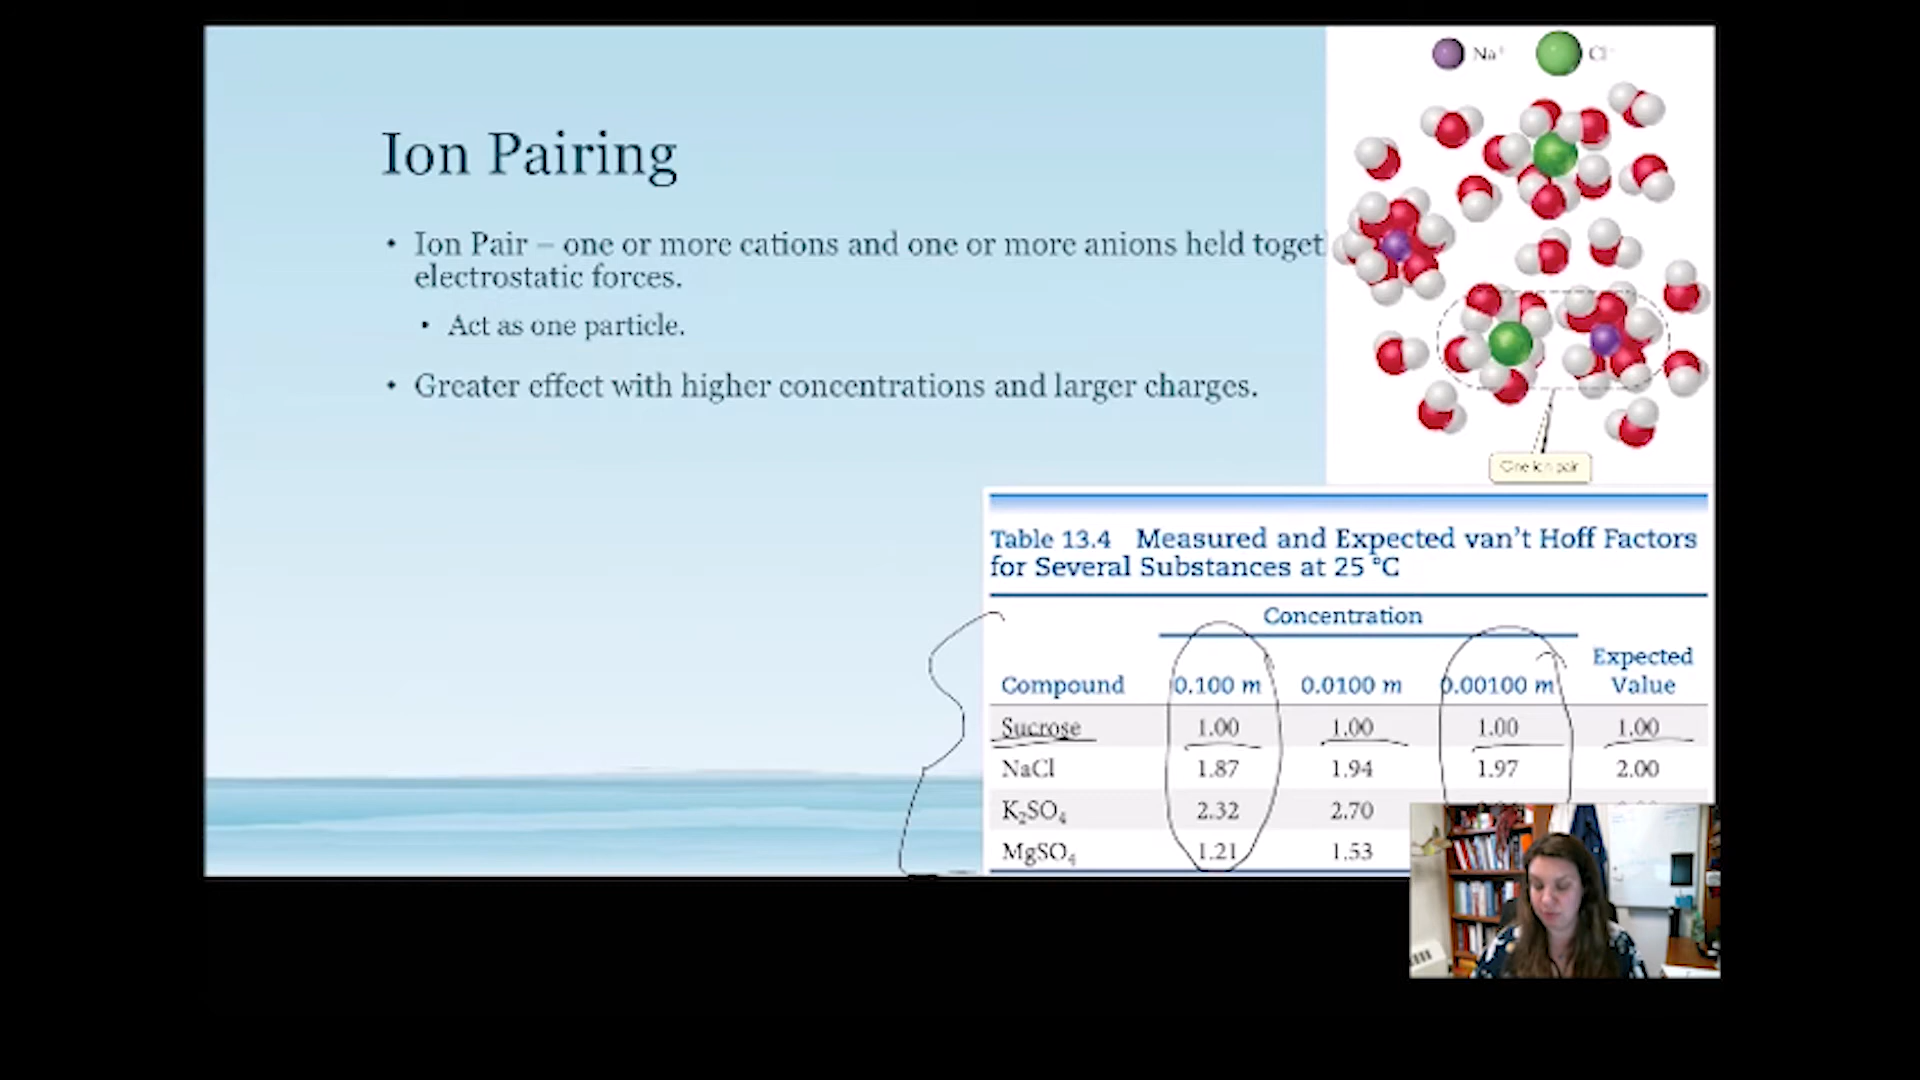 Ion Pairing
• Ion Pair – one or more cations and one or more anions held toget
electrostatic forces.
• Act as one particle.
• Greater effect with higher concentrations and larger charges.
Na⁺ Cl⁻
One ion pair
Table 13.4 Measured and Expected van't Hoff Factors
for Several Substances at 25 °C
Concentration
Compound 0.100 m 0.0100 m 0.00100 m Expected Value
Sucrose 1.00 1.00 1.00 1.00
NaCl 1.87 1.94 1.97 2.00
K₂SO₄ 2.32 2.70
MgSO₄ 1.21 1.53